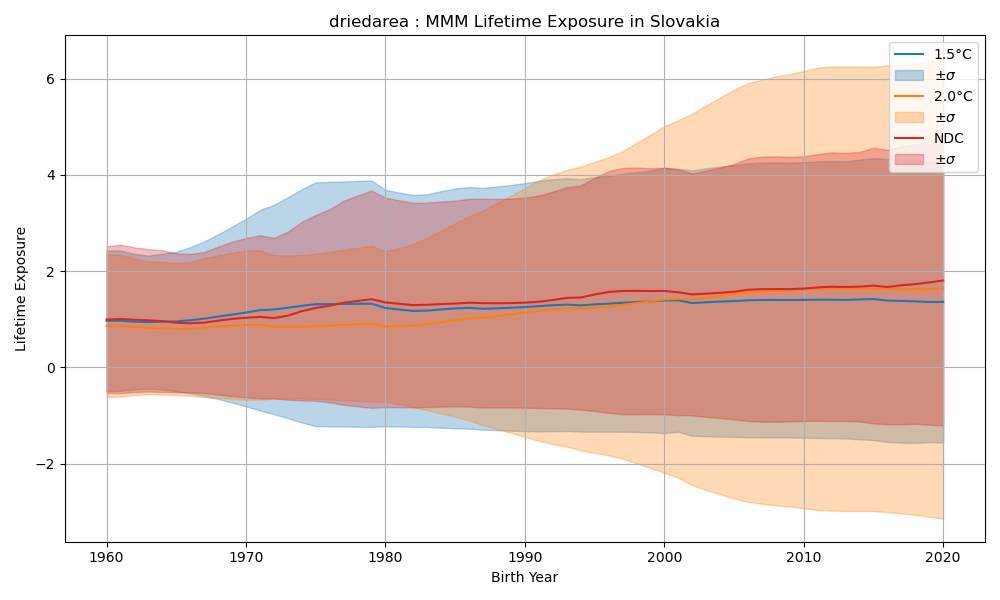 driedarea : MMM Lifetime Exposure in Slovakia
1.5°C
±σ
2.0°C
±σ
NDC
±σ
Lifetime Exposure
6
4
2
0
−2
1960 1970 1980 1990 2000 2010 2020
Birth Year